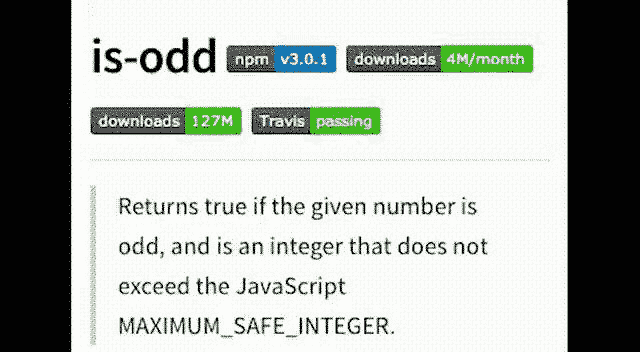 is-odd npm v3.0.1 downloads 4M/month
downloads 127M Travis passing
Returns true if the given number is
odd, and is an integer that does not
exceed the JavaScript
MAXIMUM_SAFE_INTEGER.